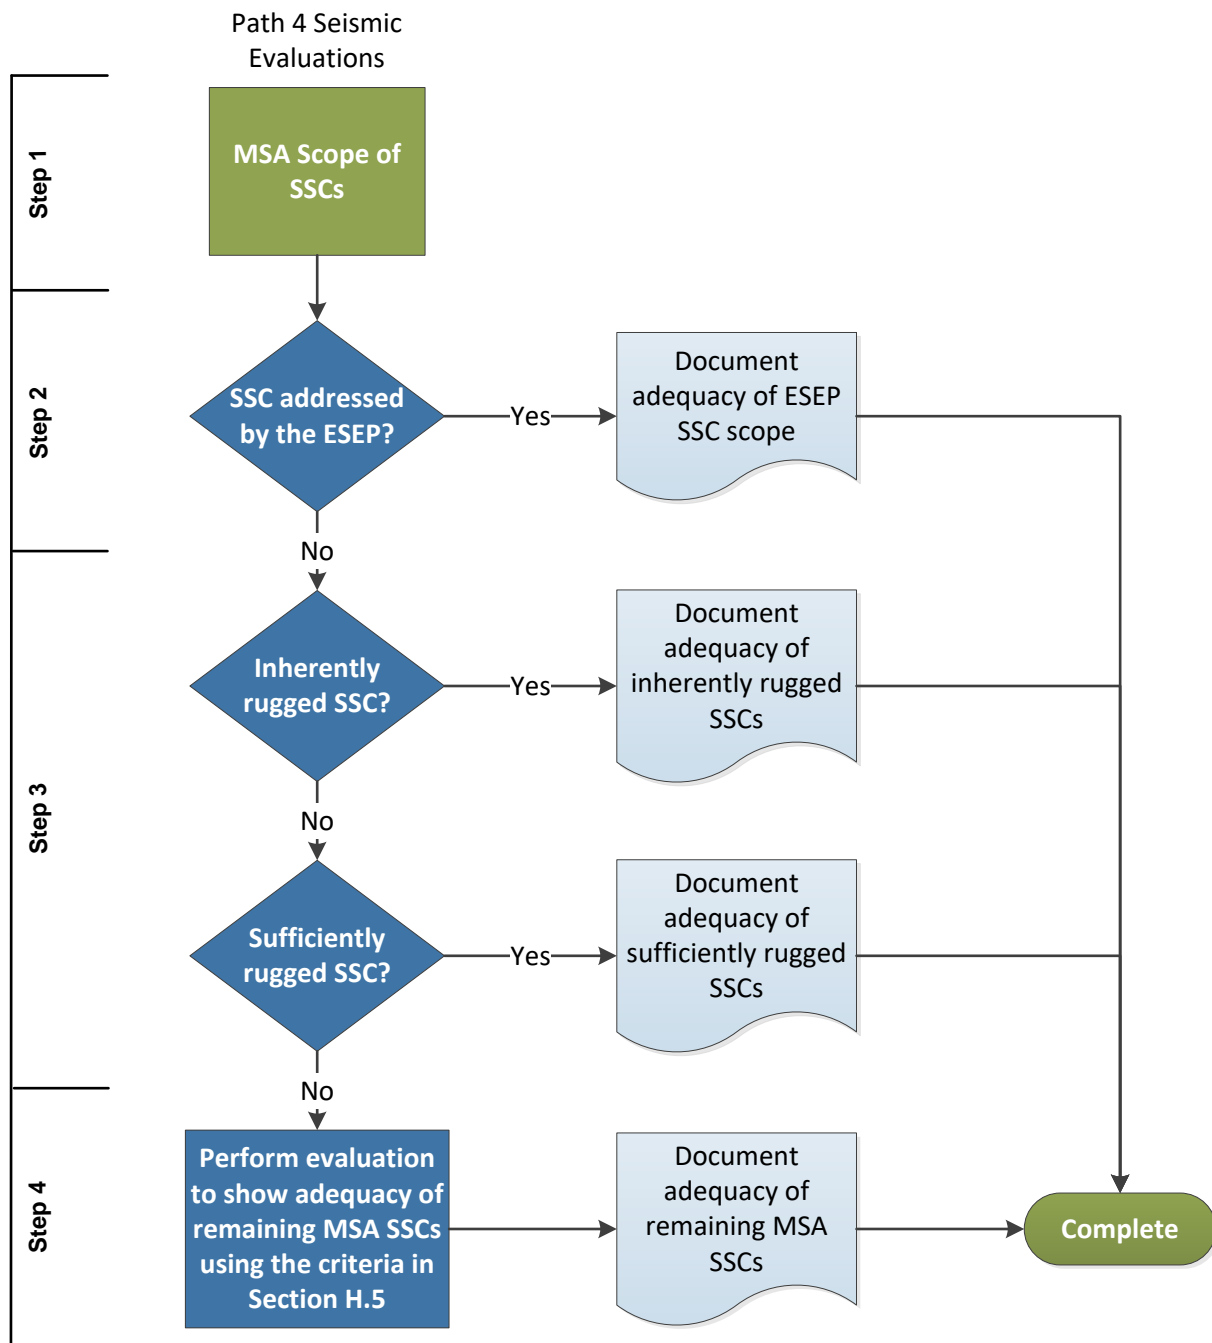 Path 4 Seismic
Evaluations
Step 1
MSA Scope of
SSCs
Step 2
SSC addressed
by the ESEP?
Yes
Document
adequacy of ESEP
SSC scope
No
Step 3
Inherently
rugged SSC?
Yes
Document
adequacy of
inherently rugged
SSCs
No
Sufficiently
rugged SSC?
Yes
Document
adequacy of
sufficiently rugged
SSCs
No
Step 4
Perform evaluation
to show adequacy of
remaining MSA SSCs
using the criteria in
Section H.5
Document
adequacy of
remaining MSA
SSCs
Complete